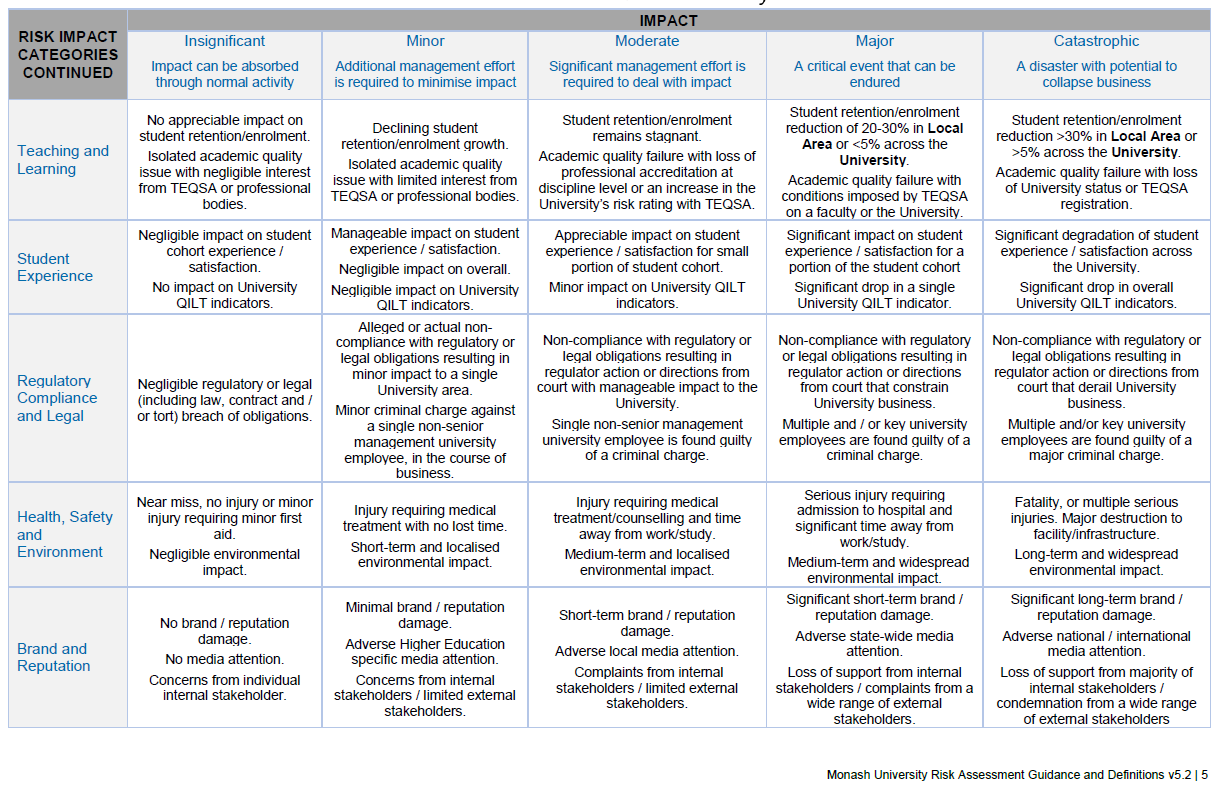 IMPACT
RISK IMPACT
CATEGORIES
CONTINUED
Insignificant
Impact can be absorbed
through normal activity
Minor
Additional management effort
is required to minimise impact
Moderate
Significant management effort is
required to deal with impact
Major
A critical event that can be
endured
Catastrophic
A disaster with potential to
collapse business
Teaching and
Learning
No appreciable impact on
student retention/enrolment.
Isolated academic quality
issue with negligible interest
from TEQSA or professional
bodies.
Declining student
retention/enrolment growth.
Isolated academic quality
issue with limited interest from
TEQSA or professional bodies.
Student retention/enrolment
remains stagnant.
Academic quality failure with loss of
professional accreditation at
discipline level or an increase in the
University's risk rating with TEQSA.
Student retention/enrolment
reduction of 20-30% in Local
Area or <5% across the
University.
Academic quality failure with
conditions imposed by TEQSA
on a faculty or the University.
Student retention/enrolment
reduction >30% in Local Area or
>5% across the University.
Academic quality failure with loss
of University status or TEQSA
registration.
Student
Experience
Negligible impact on student
cohort experience /
satisfaction.
No impact on University
QILT indicators.
Manageable impact on student
experience / satisfaction.
Negligible impact on overall.
Negligible impact on University
QILT indicators.
Appreciable impact on student
experience / satisfaction for small
portion of student cohort.
Minor impact on University QILT
indicators.
Significant impact on student
experience / satisfaction for a
portion of the student cohort
Significant drop in a single
University QILT indicator.
Significant degradation of student
experience / satisfaction across
the University.
Significant drop in overall
University QILT indicators.
Regulatory
Compliance
and Legal
Negligible regulatory or legal
(including law, contract and /
or tort) breach of obligations.
Alleged or actual non-
compliance with regulatory or
legal obligations resulting in
minor impact to a single
University area.
Minor criminal charge against
a single non-senior
management university
employee, in the course of
business.
Non-compliance with regulatory or
legal obligations resulting in
regulator action or directions from
court with manageable impact to the
University.
Single non-senior management
university employee is found guilty
of a criminal charge.
Non-compliance with regulatory
or legal obligations resulting in
regulator action or directions
from court that constrain
University business.
Multiple and / or key university
employees are found guilty of a
criminal charge.
Non-compliance with regulatory or
legal obligations resulting in
regulator action or directions from
court that derail University
business.
Multiple and/or key university
employees are found guilty of a
major criminal charge.
Health, Safety
and
Environment
Near miss, no injury or minor
injury requiring minor first
aid.
Negligible environmental
impact.
Injury requiring medical
treatment with no lost time.
Short-term and localised
environmental impact.
Injury requiring medical
treatment/counselling and time
away from work/study.
Medium-term and localised
environmental impact.
Serious injury requiring
admission to hospital and
significant time away from
work/study.
Medium-term and widespread
environmental impact.
Fatality, or multiple serious
injuries. Major destruction to
facility/infrastructure.
Long-term and widespread
environmental impact.
Brand and
Reputation
No brand / reputation
damage.
No media attention.
Concerns from individual
internal stakeholder.
Minimal brand / reputation
damage.
Adverse Higher Education
specific media attention.
Concerns from internal
stakeholders / limited external
stakeholders.
Short-term brand / reputation
damage.
Adverse local media attention.
Complaints from internal
stakeholders / limited external
stakeholders.
Significant short-term brand /
reputation damage.
Adverse state-wide media
attention.
Loss of support from internal
stakeholders / complaints from a
wide range of external
stakeholders.
Significant long-term brand /
reputation damage.
Adverse national / international
media attention.
Loss of support from majority of
internal stakeholders /
condemnation from a wide range
of external stakeholders
Monash University Risk Assessment Guidance and Definitions v5.2 | 5